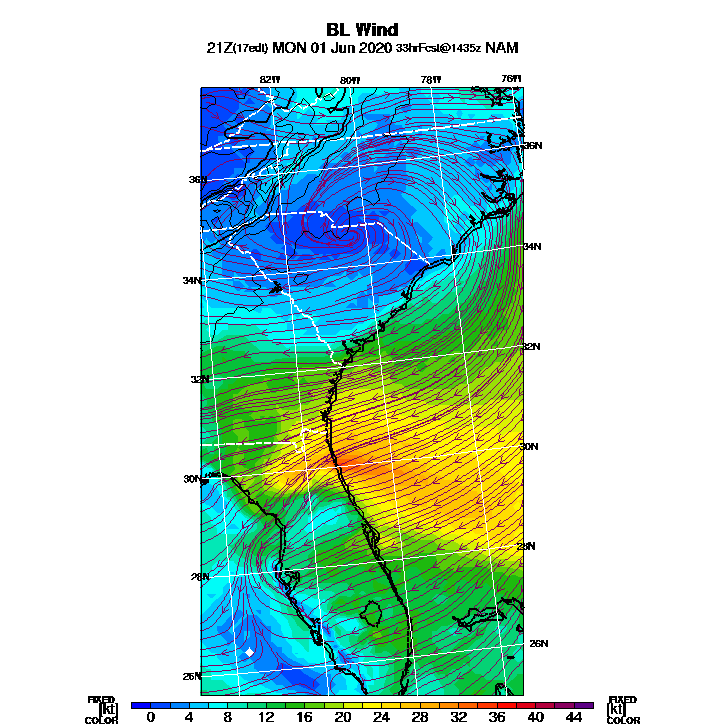 BL Wind
21Z(17edt) MON 01 Jun 2020 33hrFcst@1435z NAM
82W 80W 78W 76W
36N
36N
34N
34N
32N
32N
30N
30N
28N
28N
26N
26N
FIXED FIXED
[kt] 0 4 8 12 16 20 24 28 32 36 40 44 [kt]
COLOR COLOR